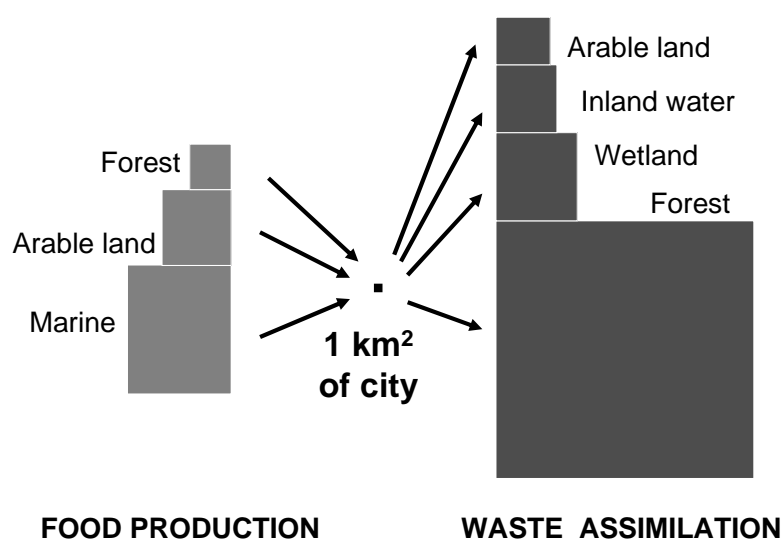 Forest
Arable land
Marine
1 km²
of city
Arable land
Inland water
Wetland
Forest
FOOD PRODUCTION
WASTE ASSIMILATION